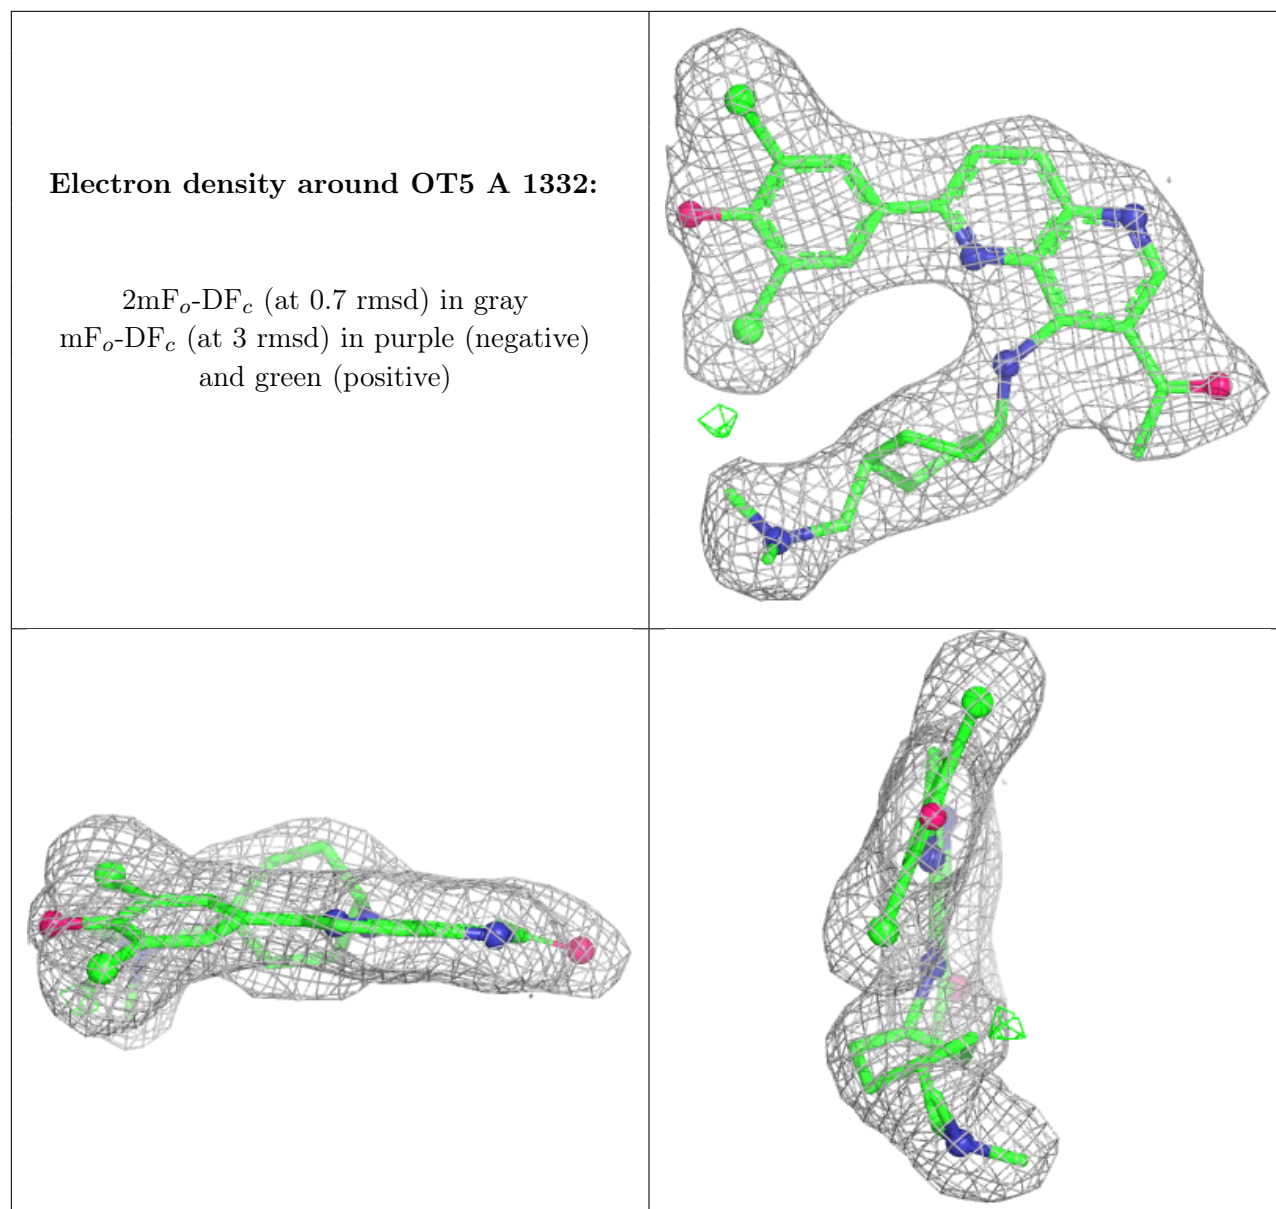 Electron density around OT5 A 1332:
2mFo-DFc (at 0.7 rmsd) in gray
mFo-DFc (at 3 rmsd) in purple (negative)
and green (positive)